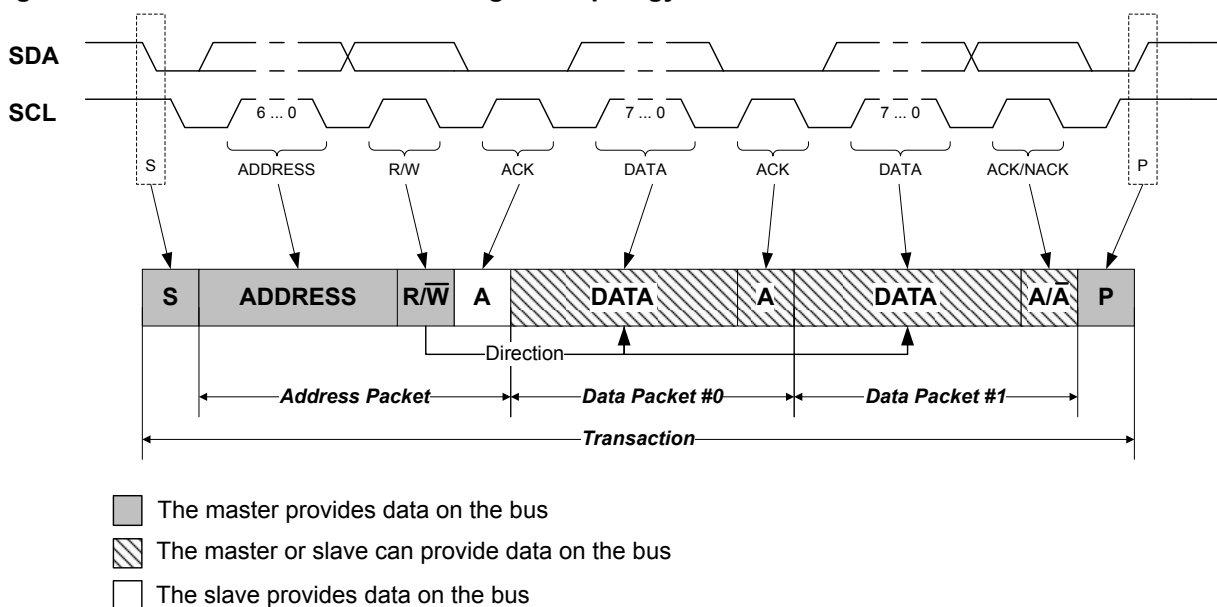 SDA
SCL
6 ... 0
7 ... 0
7 ... 0
S
ADDRESS
R/W
ACK
DATA
ACK
DATA
ACK/NACK
P
S
ADDRESS
R/W̅
A
DATA
A
DATA
A/A̅
P
Direction
Address Packet
Data Packet #0
Data Packet #1
Transaction
The master provides data on the bus
The master or slave can provide data on the bus
The slave provides data on the bus